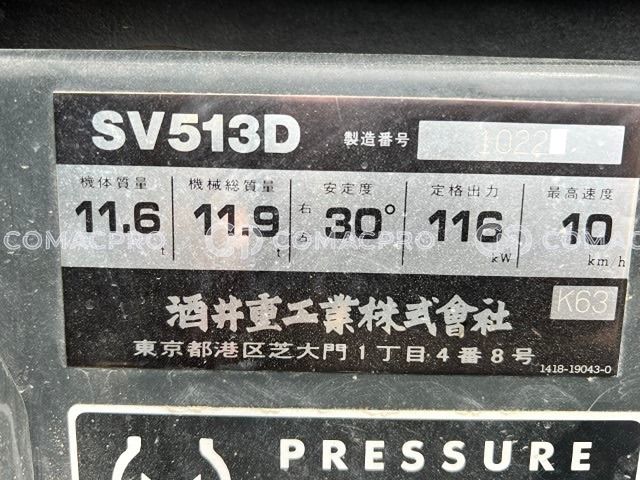 SV513D 製造番号 1022
機体質量 機械総質量 安定度 定格出力 最高速度
11.6 t 11.9 t 右 左 30° 116 kW 10 km/h
COMACPRO COMACPRO COMACPRO
酒井重工業株式會社 K63
東京都港区芝大門1丁目4番8号 1418-19043-0
PRESSURE